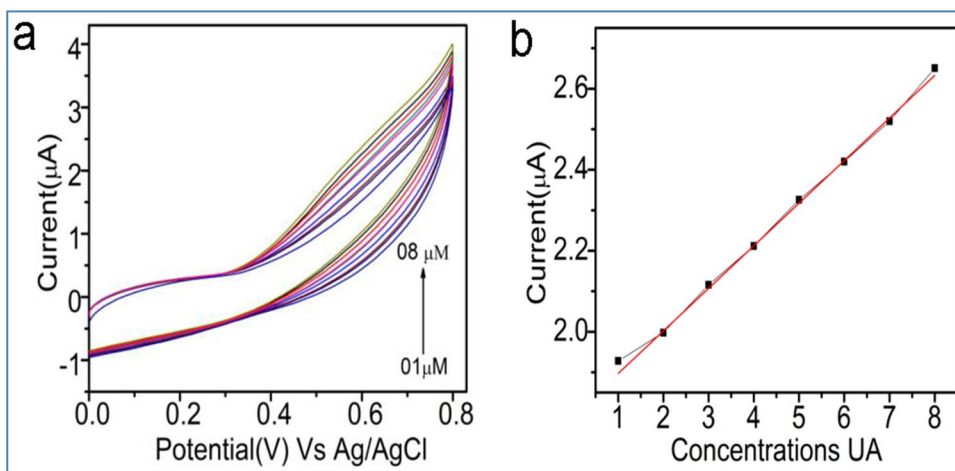 a
Current(μA)
4
3
2
1
0
-1
08 μM
01μM
0.0 0.2 0.4 0.6 0.8
Potential(V) Vs Ag/AgCl
b
Current(μA)
2.6
2.4
2.2
2.0
1 2 3 4 5 6 7 8
Concentrations UA